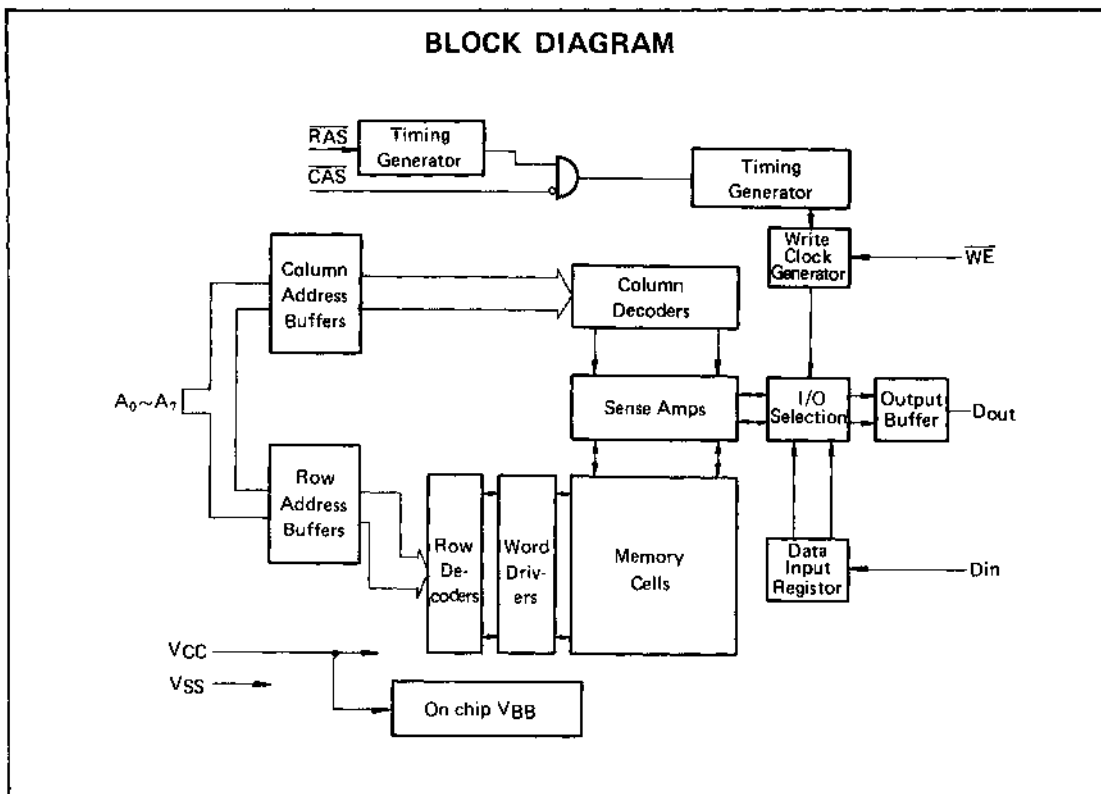 BLOCK DIAGRAM
RAS
Timing
Generator
CAS
Timing
Generator
Write
Clock
Generator
WE
Column
Address
Buffers
Column
Decoders
A0~A7
Sense Amps
I/O
Selection
Output
Buffer
Dout
Row
Address
Buffers
Row
De-
coders
Word
Driv-
ers
Memory
Cells
Data
Input
Registor
Din
VCC
VSS
On chip VBB